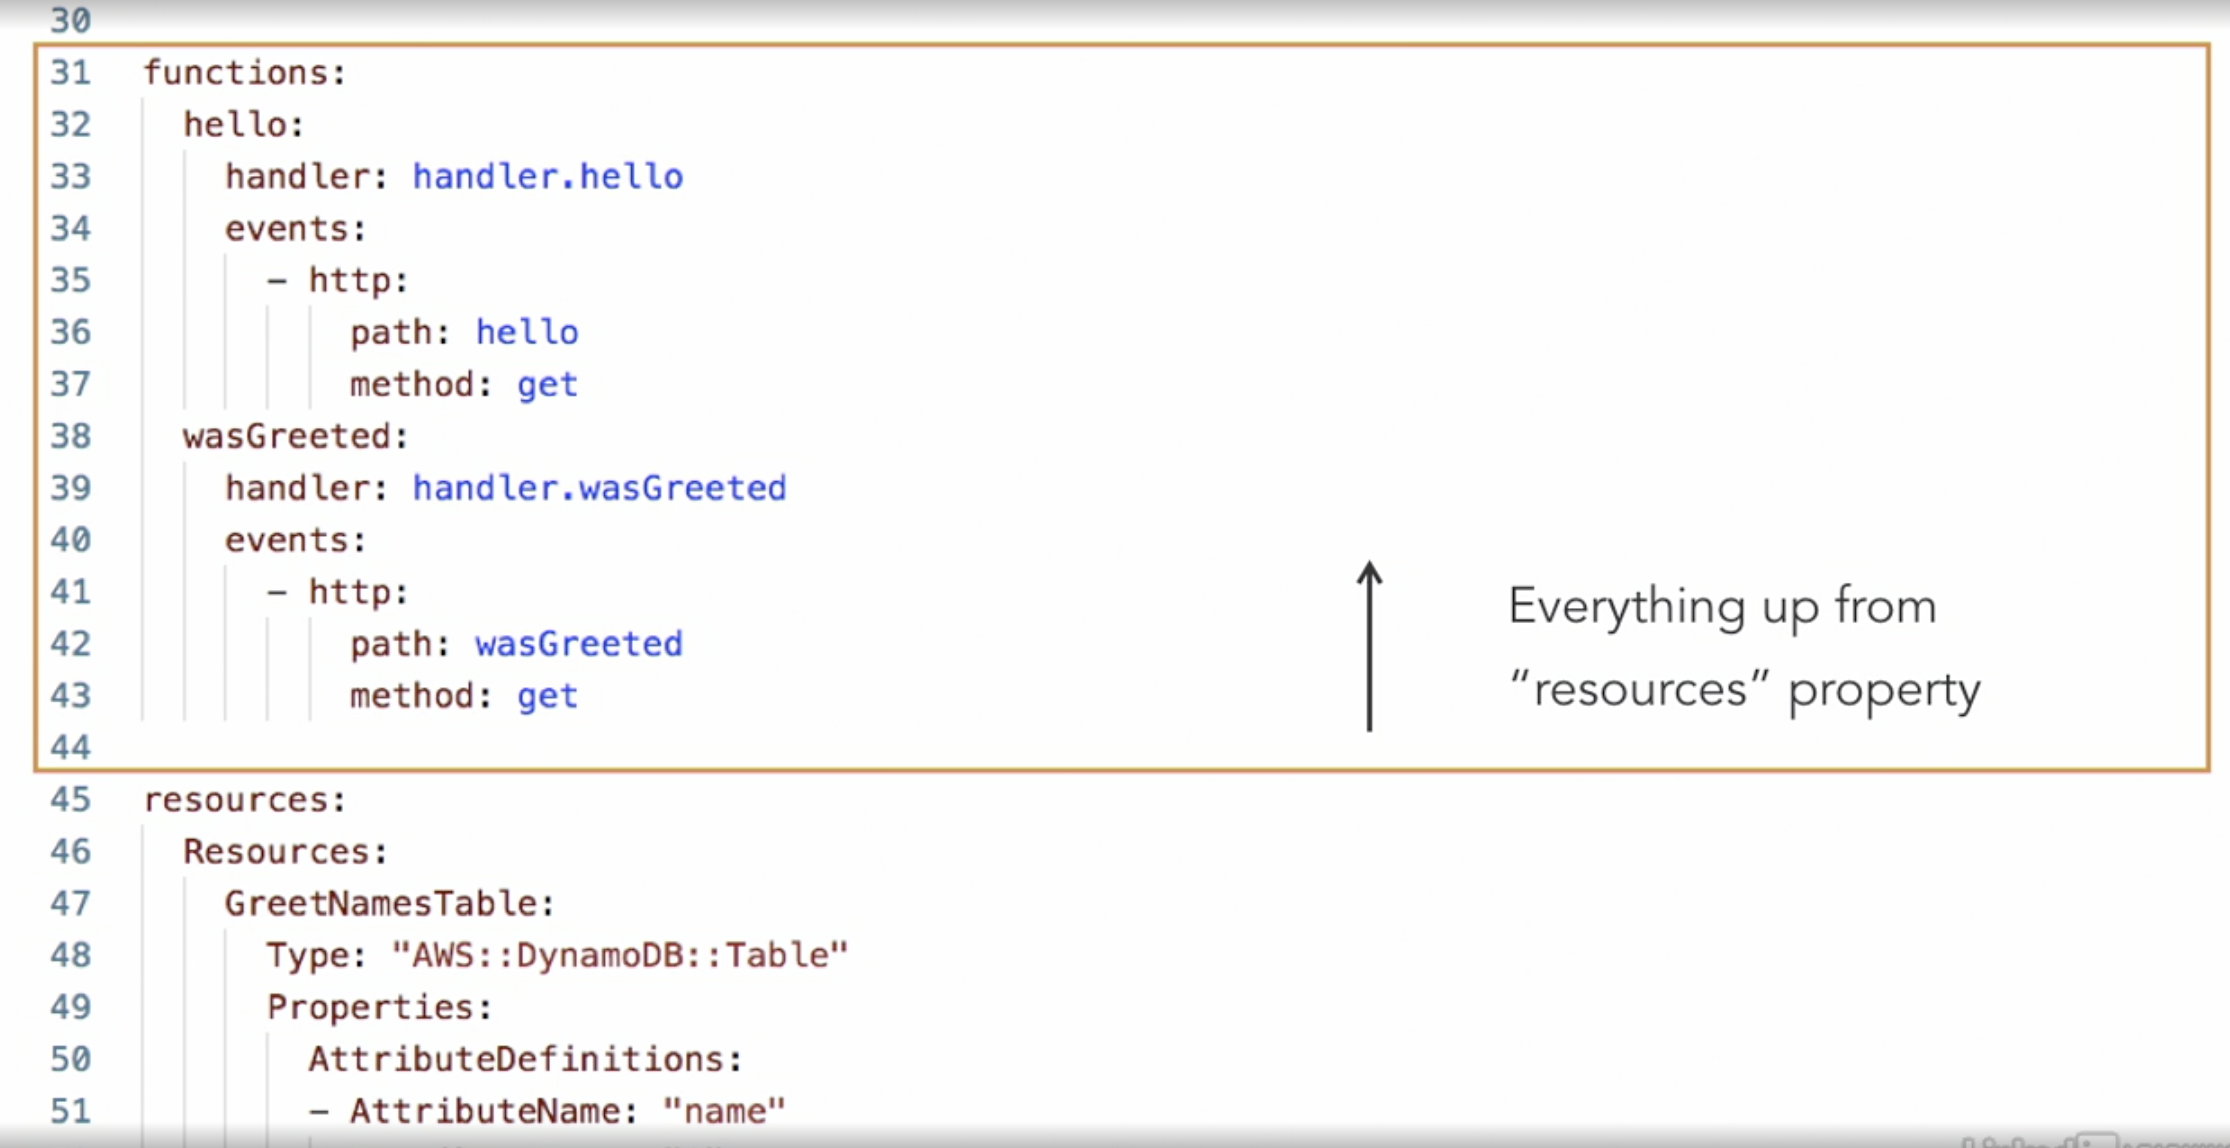 30
31 functions:
32   hello:
33     handler: handler.hello
34     events:
35       - http:
36           path: hello
37           method: get
38   wasGreeted:
39     handler: handler.wasGreeted
40     events:
41       - http:
42           path: wasGreeted
43           method: get
44
Everything up from
“resources” property
45 resources:
46   Resources:
47     GreetNamesTable:
48       Type: "AWS::DynamoDB::Table"
49       Properties:
50         AttributeDefinitions:
51         - AttributeName: "name"